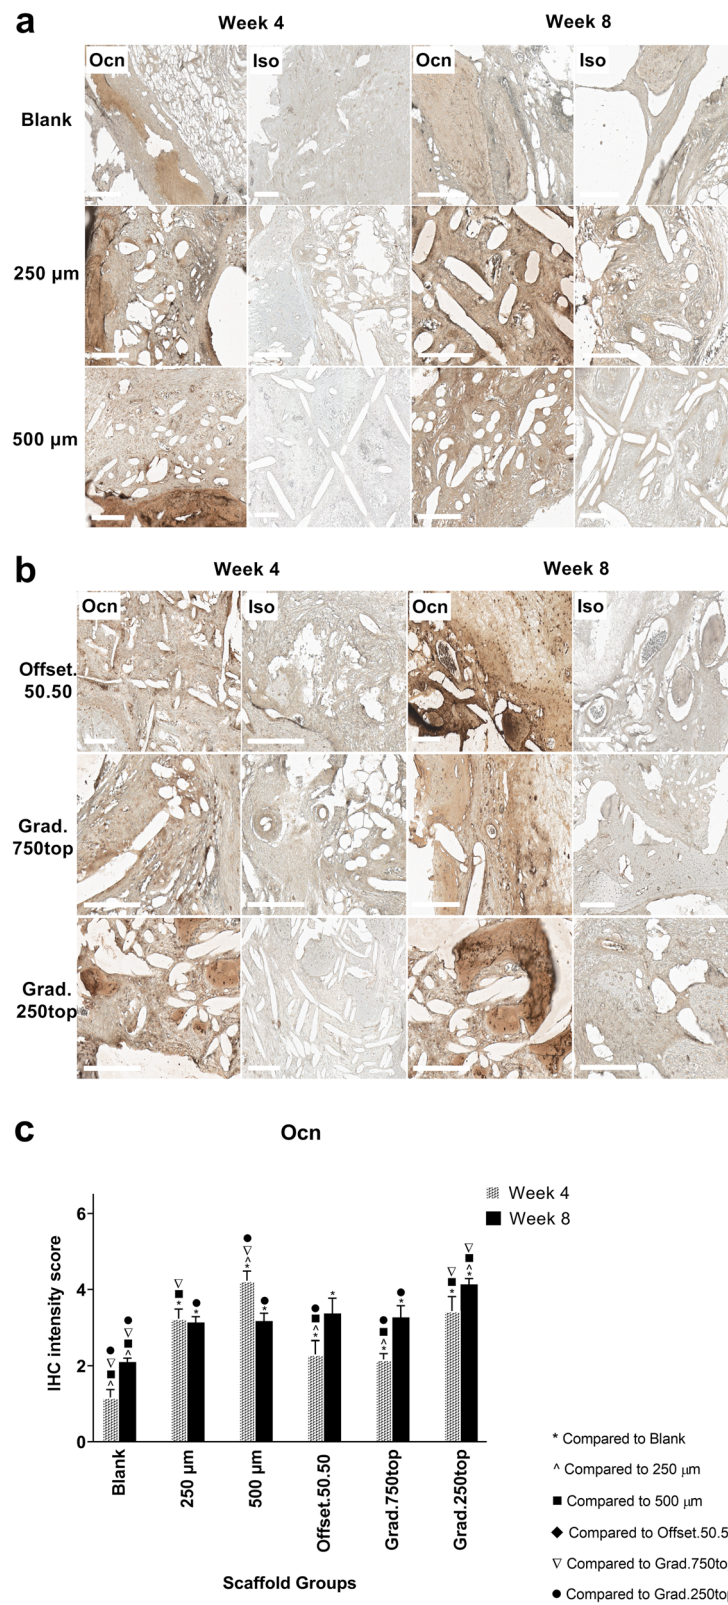 a
Week 4 Week 8
Ocn Iso Ocn Iso
Blank
250 µm
500 µm
b
Week 4 Week 8
Ocn Iso Ocn Iso
Offset.
50.50
Grad.
750top
Grad.
250top
c
Ocn
Week 4
Week 8
6
4
2
0
IHC intensity score
Blank
250 µm
500 µm
Offset.50.50
Grad.750top
Grad.250top
Scaffold Groups
* Compared to Blank
^ Compared to 250 µm
■ Compared to 500 µm
◆ Compared to Offset.50.5
▽ Compared to Grad.750to
● Compared to Grad.250top